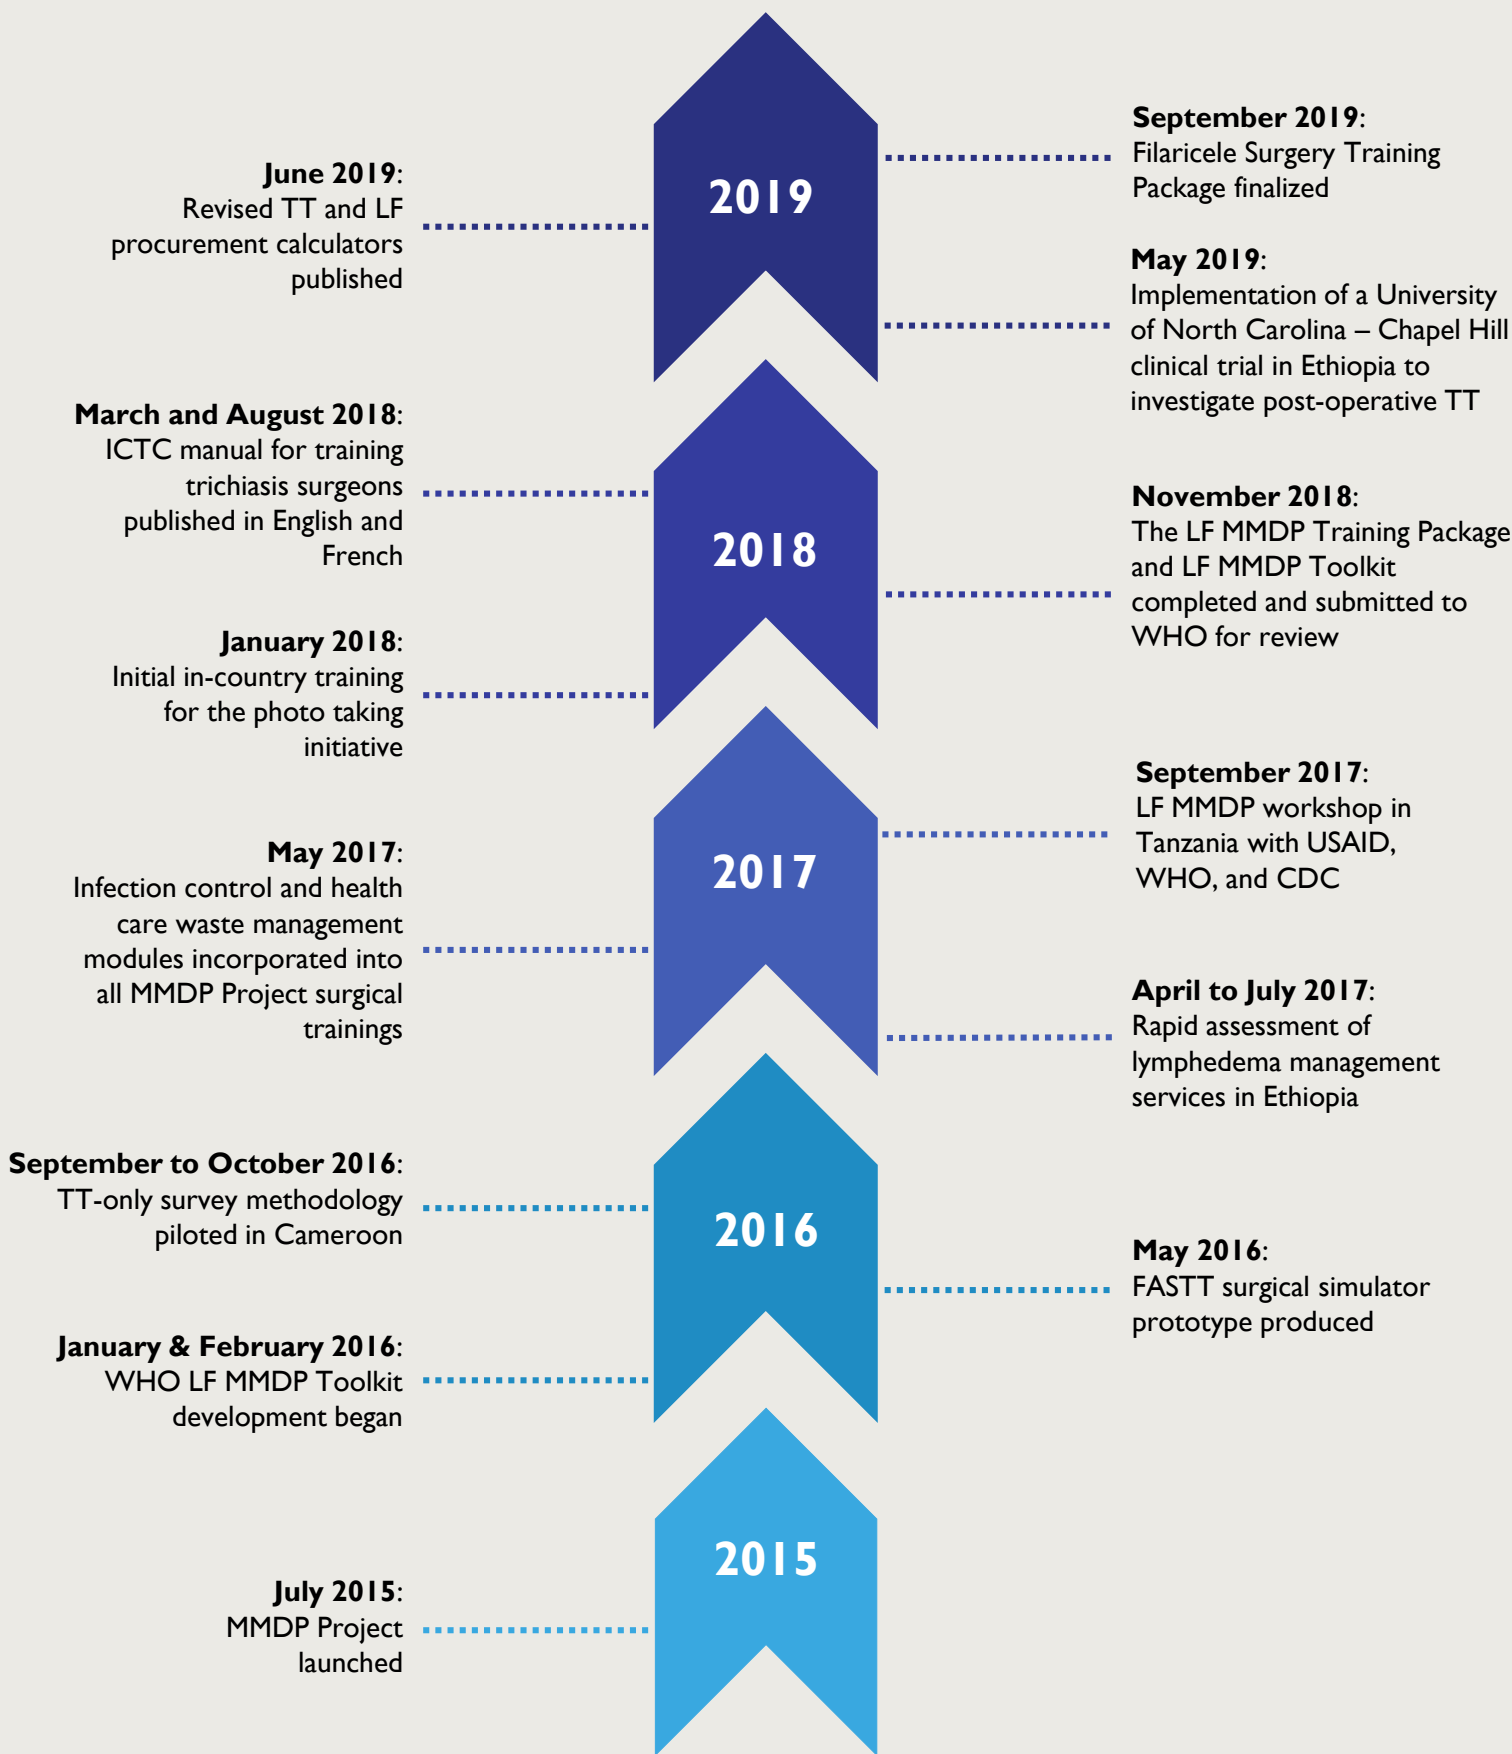 2019
June 2019:
Revised TT and LF
procurement calculators
published
September 2019:
Filaricele Surgery Training
Package finalized
May 2019:
Implementation of a University
of North Carolina – Chapel Hill
clinical trial in Ethiopia to
investigate post-operative TT
2018
March and August 2018:
ICTC manual for training
trichiasis surgeons
published in English and
French
January 2018:
Initial in-country training
for the photo taking
initiative
November 2018:
The LF MMDP Training Package
and LF MMDP Toolkit
completed and submitted to
WHO for review
2017
May 2017:
Infection control and health
care waste management
modules incorporated into
all MMDP Project surgical
trainings
September 2017:
LF MMDP workshop in
Tanzania with USAID,
WHO, and CDC
April to July 2017:
Rapid assessment of
lymphedema management
services in Ethiopia
2016
September to October 2016:
TT-only survey methodology
piloted in Cameroon
January & February 2016:
WHO LF MMDP Toolkit
development began
May 2016:
FASTT surgical simulator
prototype produced
2015
July 2015:
MMDP Project
launched